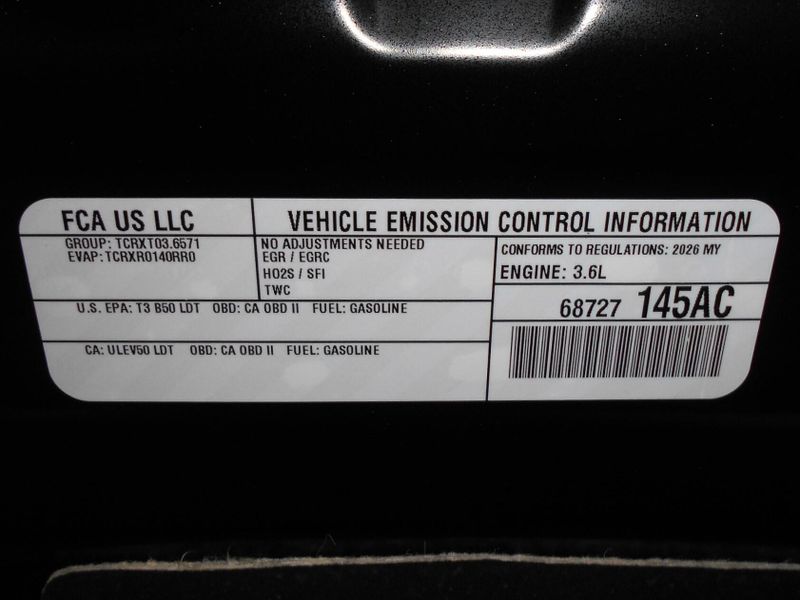 FCA US LLC
VEHICLE EMISSION CONTROL INFORMATION
GROUP: TCRXT03.6571
EVAP: TCRXR0140RR0
NO ADJUSTMENTS NEEDED
EGR / EGRC
HO2S / SFI
TWC
CONFORMS TO REGULATIONS: 2026 MY
ENGINE: 3.6L
U.S. EPA: T3 B50 LDT OBD: CA OBD II FUEL: GASOLINE
68727 145AC
CA: ULEV50 LDT OBD: CA OBD II FUEL: GASOLINE